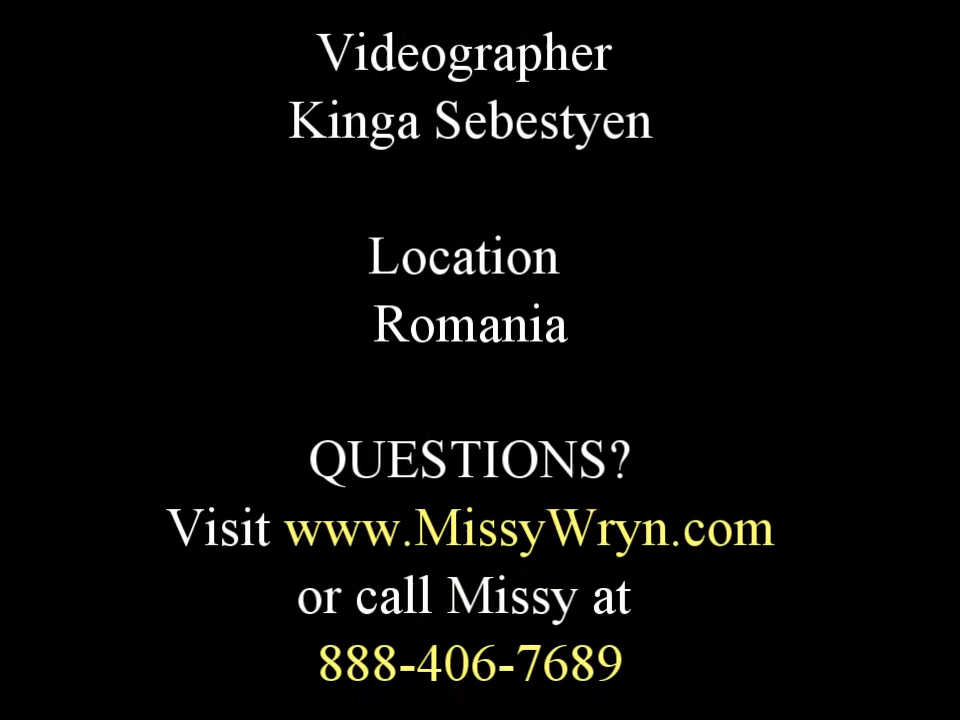 Videographer
Kinga Sebestyen
Location
Romania
QUESTIONS?
Visit www.MissyWryn.com
or call Missy at
888-406-7689